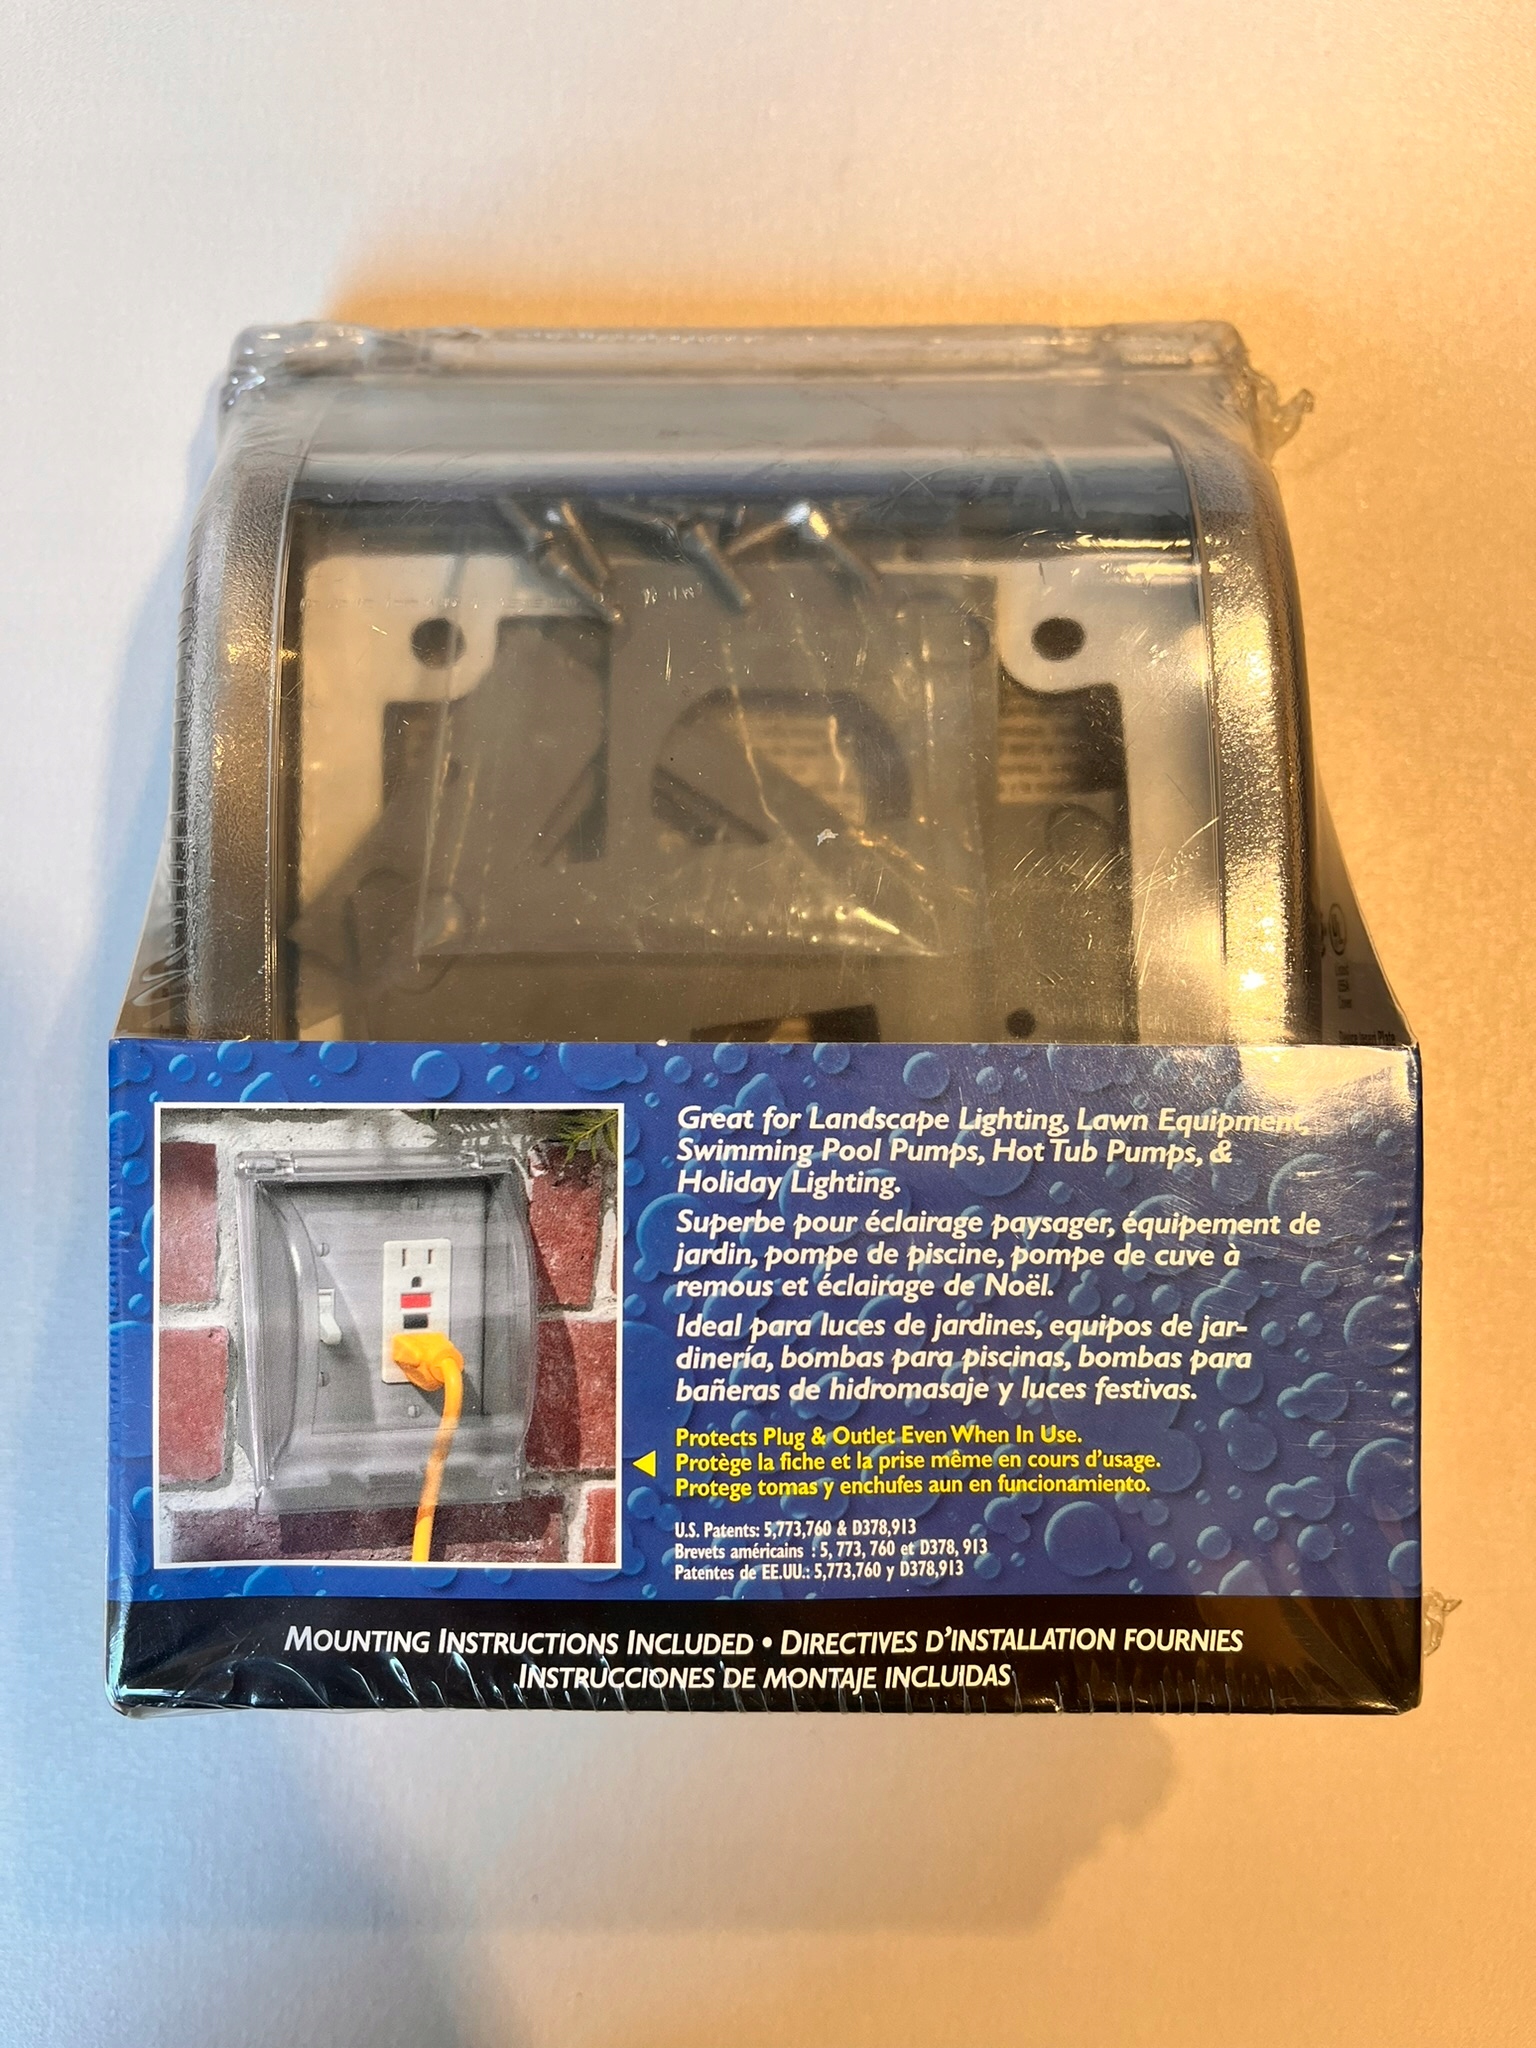 Great for Landscape Lighting, Lawn Equipment,
Swimming Pool Pumps, Hot Tub Pumps, &
Holiday Lighting.
Superbe pour éclairage paysager, équipement de
jardin, pompe de piscine, pompe de cuve à
remous et éclairage de Noël.
Ideal para luces de jardines, equipos de jar-
dinería, bombas para piscinas, bombas para
bañeras de hidromasaje y luces festivas.
Protects Plug & Outlet Even When In Use.
Protège la fiche et la prise même en cours d'usage.
Protege tomas y enchufes aun en funcionamiento.
U.S. Patents: 5,773,760 & D378,913
Brevets américains : 5, 773, 760 et D378, 913
Patentes de EE.UU.: 5,773,760 y D378,913
MOUNTING INSTRUCTIONS INCLUDED • DIRECTIVES D'INSTALLATION FOURNIES
INSTRUCCIONES DE MONTAJE INCLUIDAS